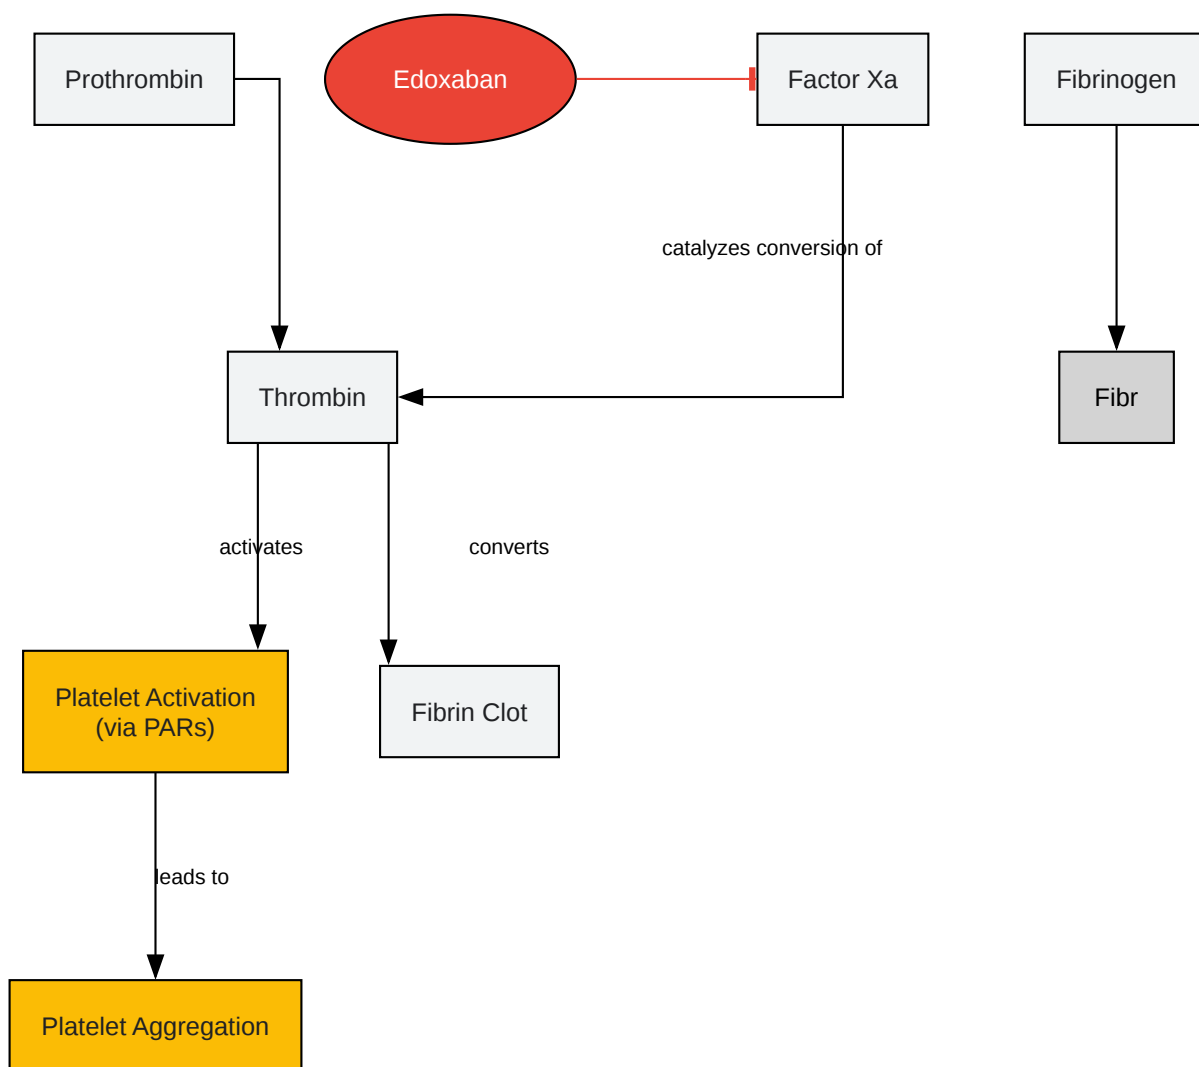 Prothrombin
Edoxaban
Factor Xa
Fibrinogen
catalyzes conversion of
Thrombin
Fibr
activates
converts
Platelet Activation
(via PARs)
Fibrin Clot
leads to
Platelet Aggregation